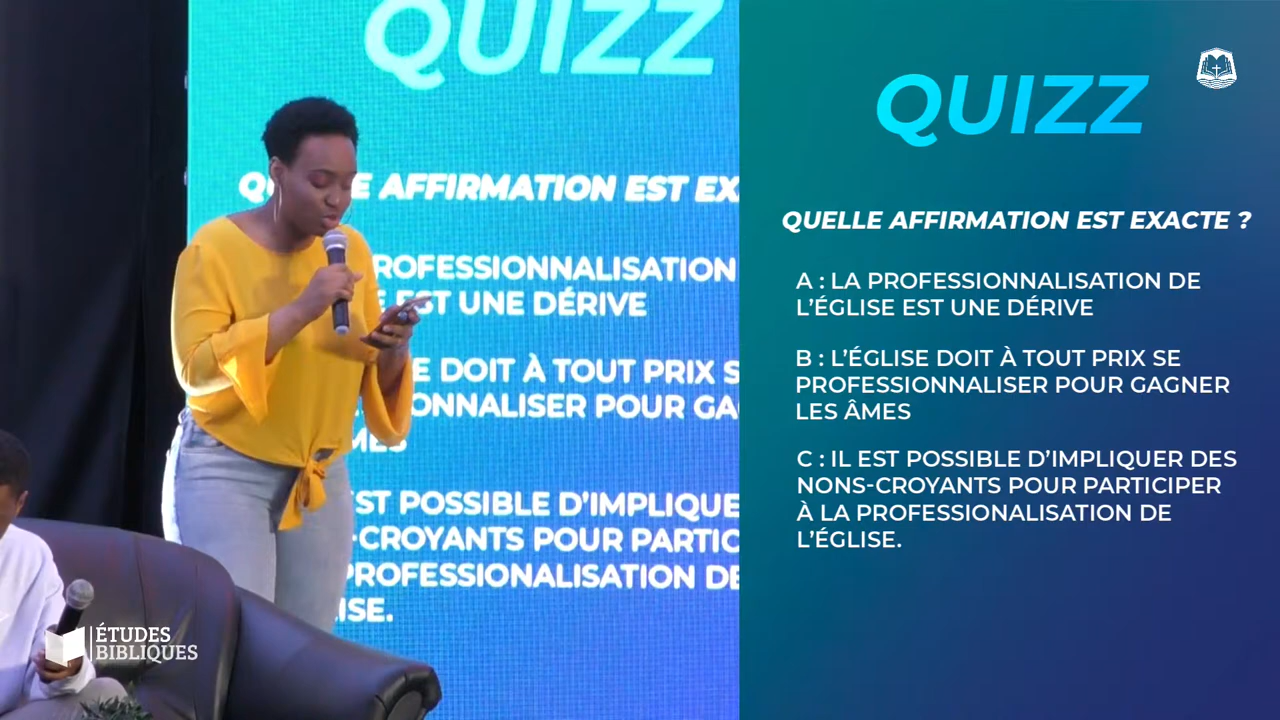 QUIZZ
E AFFIRMATION EST EX
ROFESSIONNALISATION
EST UNE DÉRIVE
E DOIT À TOUT PRIX S
ONNALISER POUR GA
MES
EST POSSIBLE D'IMPLIQUE
-CROYANTS POUR PARTIC
PROFESSIONALISATION DE
ISE.
ÉTUDES
BIBLIQUES
QUIZZ
QUELLE AFFIRMATION EST EXACTE ?
A : LA PROFESSIONNALISATION DE
L'ÉGLISE EST UNE DÉRIVE
B : L'ÉGLISE DOIT À TOUT PRIX SE
PROFESSIONNALISER POUR GAGNER
LES ÂMES
C : IL EST POSSIBLE D'IMPLIQUER DES
NONS-CROYANTS POUR PARTICIPER
À LA PROFESSIONALISATION DE
L'ÉGLISE.